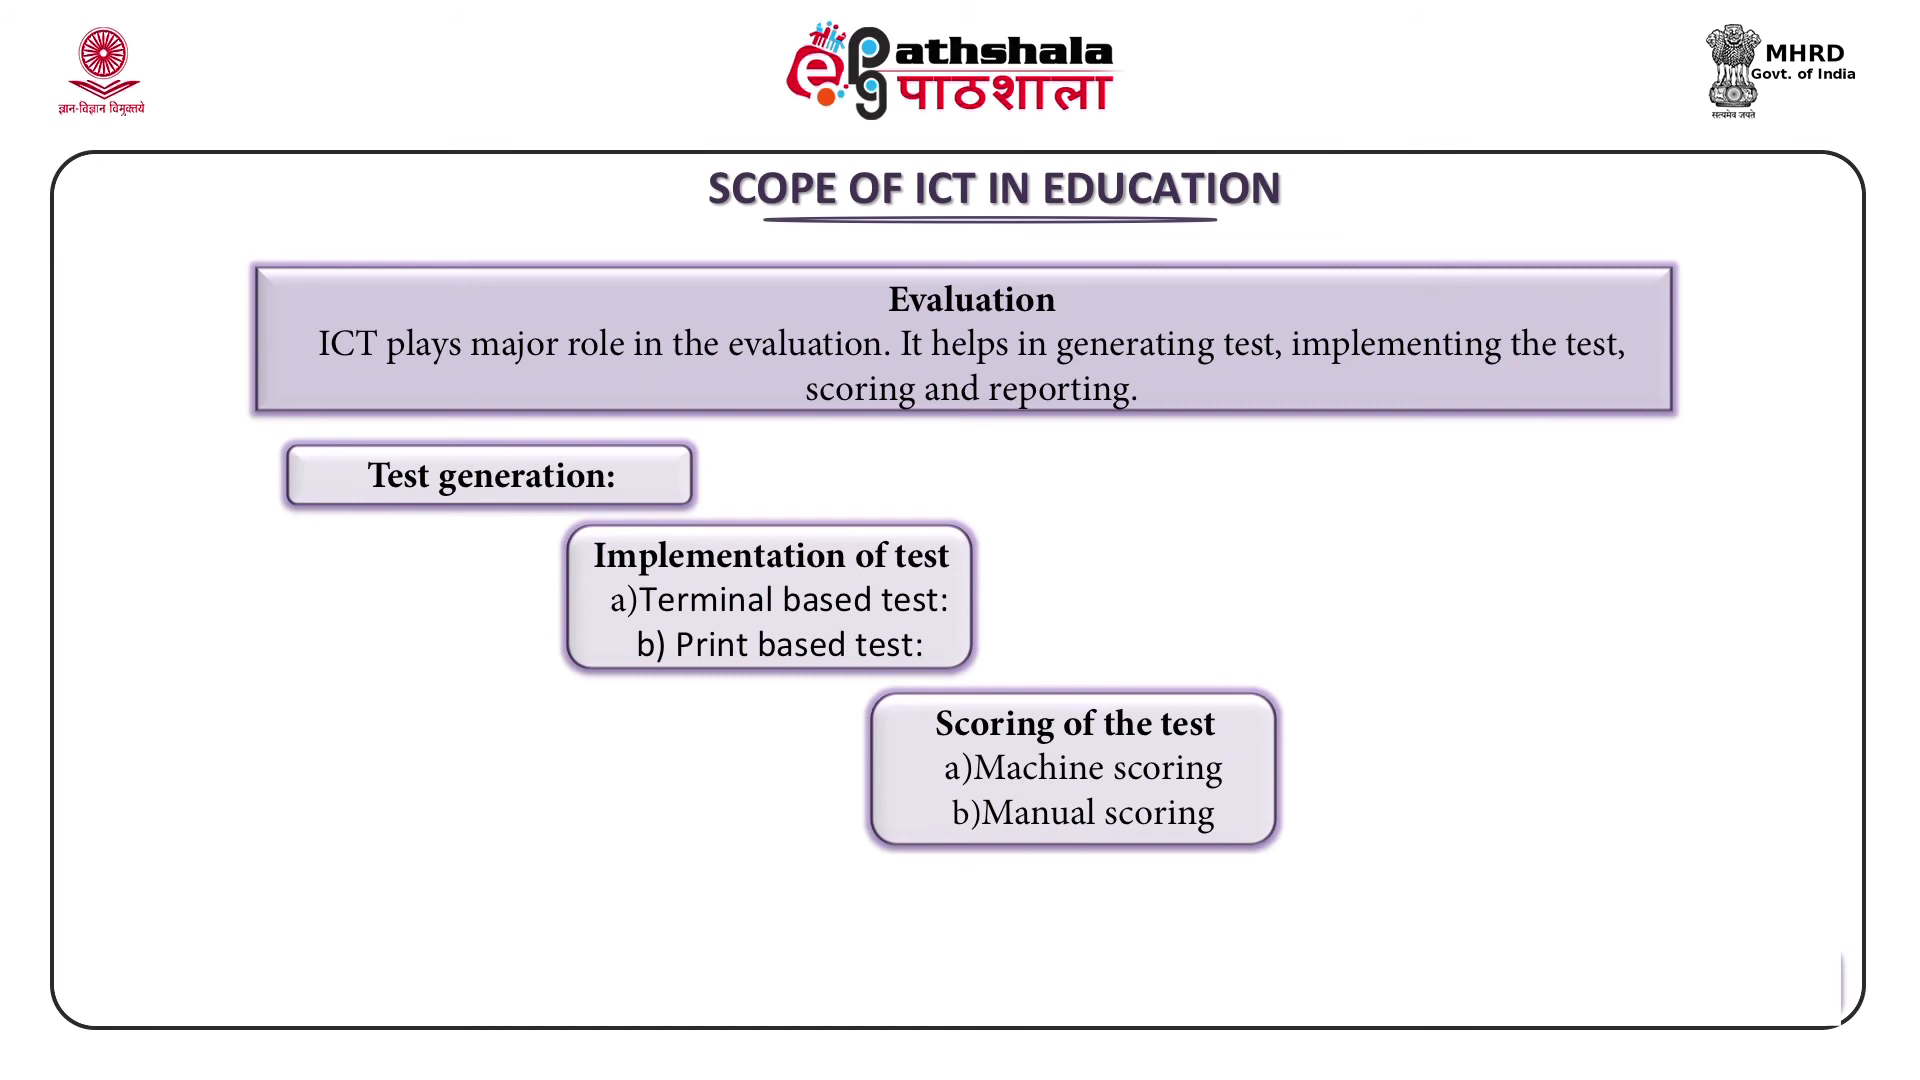 ज्ञान-विज्ञान विमुक्तये
e pg athshala
पाठशाला
MHRD
Govt. of India
सत्यमेव जयते
SCOPE OF ICT IN EDUCATION
Evaluation
ICT plays major role in the evaluation. It helps in generating test, implementing the test,
scoring and reporting.
Test generation:
Implementation of test
a)Terminal based test:
b) Print based test:
Scoring of the test
a)Machine scoring
b)Manual scoring